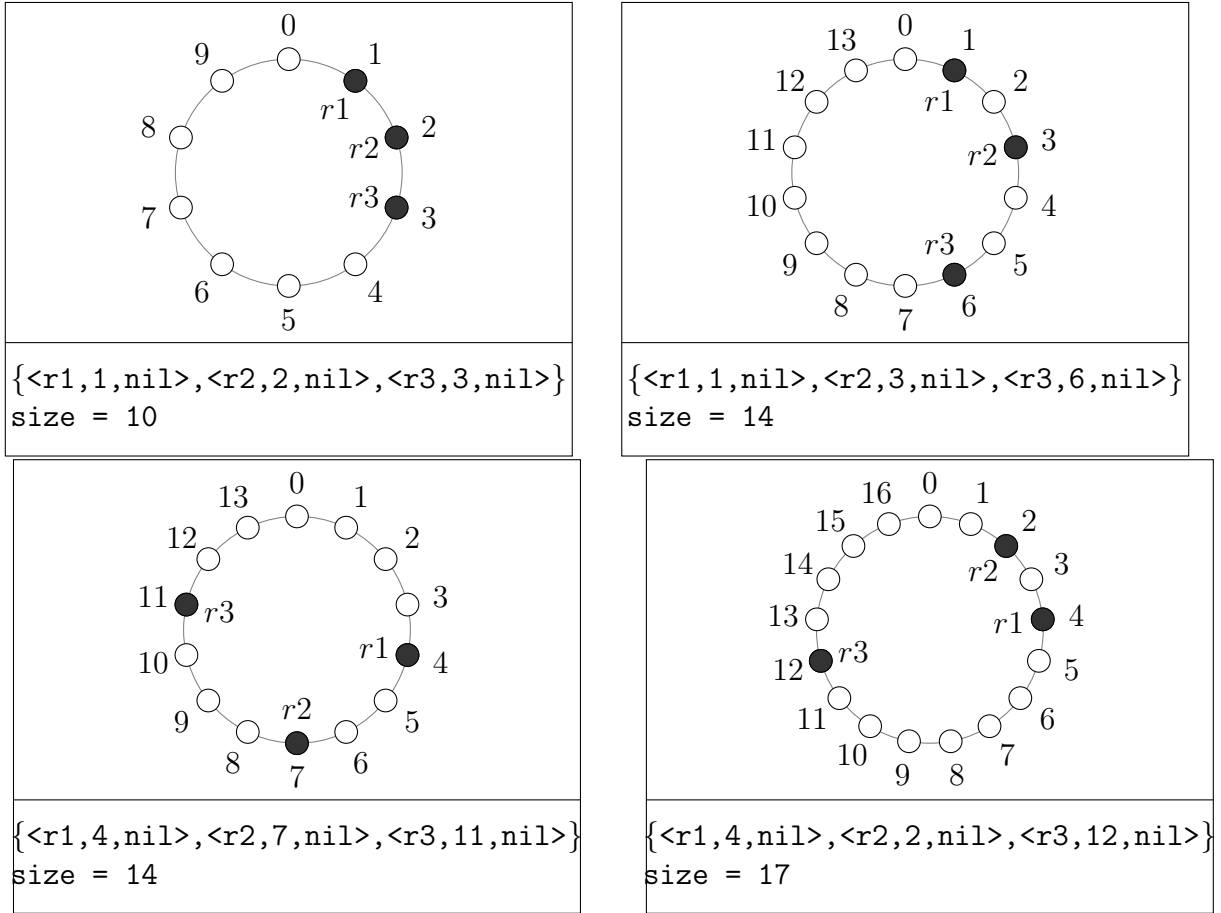 0
9
1
r1
8
2
r2
r3
7
3
6
4
5
{<r1,1,nil>,<r2,2,nil>,<r3,3,nil>}
size = 10
0
13
1
12
2
r1
11
3
r2
10
4
r3
9
5
8
6
7
{<r1,1,nil>,<r2,3,nil>,<r3,6,nil>}
size = 14
0
13
1
12
2
11
3
r3
r1
10
4
r2
9
5
8
6
7
{<r1,4,nil>,<r2,7,nil>,<r3,11,nil>}
size = 14
0
16
1
15
2
r2
14
3
13
4
r1
r3
12
5
11
6
10
7
9
8
{<r1,4,nil>,<r2,2,nil>,<r3,12,nil>}
size = 17